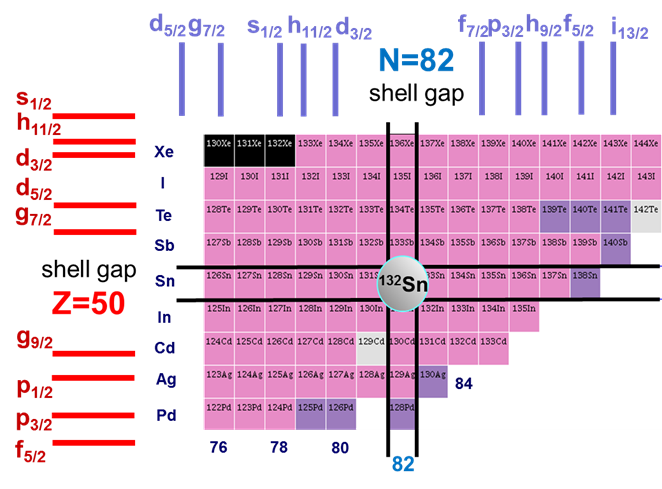 d5/2 g7/2 s1/2 h11/2 d3/2 f7/2 p3/2 h9/2 f5/2 i13/2
N=82
shell gap
s1/2
h11/2
d3/2
d5/2
g7/2
shell gap
Z=50
g9/2
p1/2
p3/2
f5/2
Xe 130Xe 131Xe 132Xe 133Xe 134Xe 135Xe 136Xe 137Xe 138Xe 139Xe 140Xe 141Xe 142Xe 143Xe 144Xe
I 129I 130I 131I 132I 133I 134I 135I 136I 137I 138I 139I 140I 141I 142I 143I
Te 128Te 129Te 130Te 131Te 132Te 133Te 134Te 135Te 136Te 137Te 138Te 139Te 140Te 141Te 142Te
Sb 127Sb 128Sb 129Sb 130Sb 131Sb 132Sb 133Sb 134Sb 135Sb 136Sb 137Sb 138Sb 139Sb 140Sb
Sn 126Sn 127Sn 128Sn 129Sn 130Sn 132Sn 134Sn 135Sn 136Sn 137Sn 138Sn
In 125In 126In 127In 128In 129In 132In 133In 134In 135In
Cd 124Cd 125Cd 126Cd 127Cd 128Cd 129Cd 130Cd 131Cd 132Cd 133Cd
Ag 123Ag 124Ag 125Ag 126Ag 127Ag 128Ag 129Ag 130Ag 84
Pd 122Pd 123Pd 124Pd 125Pd 126Pd 128Pd
76 78 80 82